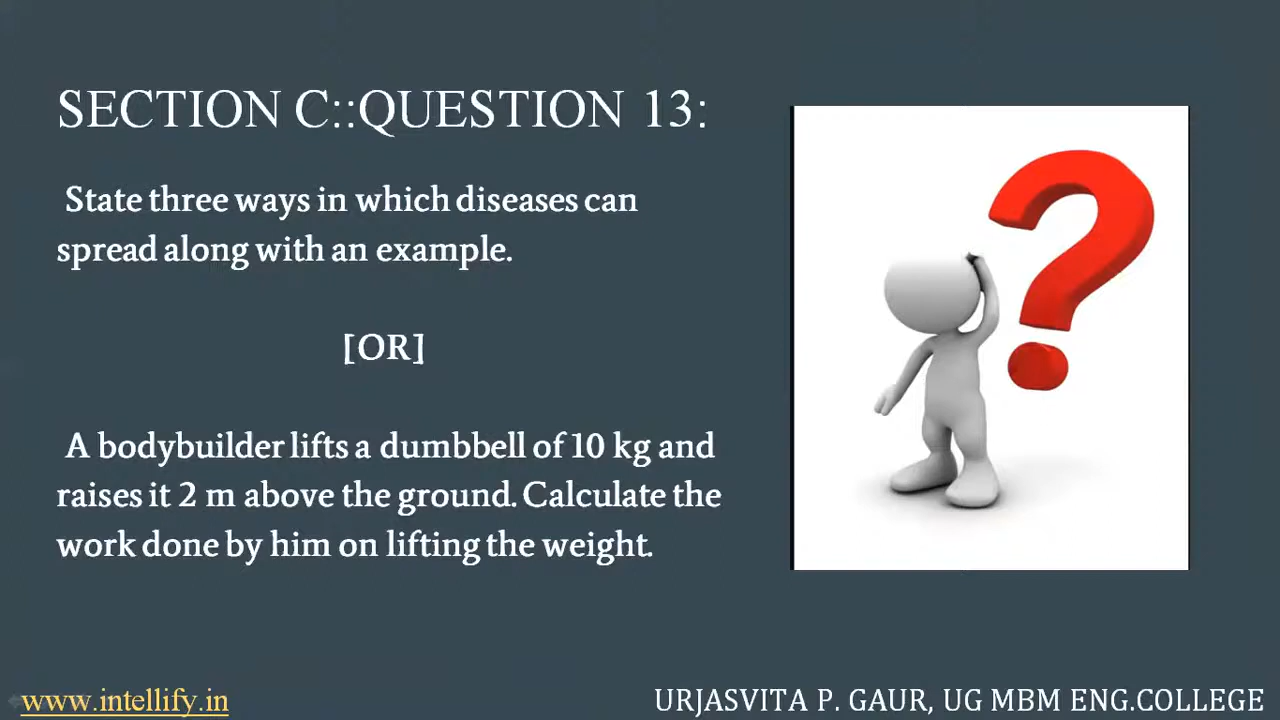 SECTION C::QUESTION 13:
State three ways in which diseases can
spread along with an example.
[OR]
A bodybuilder lifts a dumbbell of 10 kg and
raises it 2 m above the ground. Calculate the
work done by him on lifting the weight.
www.intellify.in
URJASVITA P. GAUR, UG MBM ENG.COLLEGE